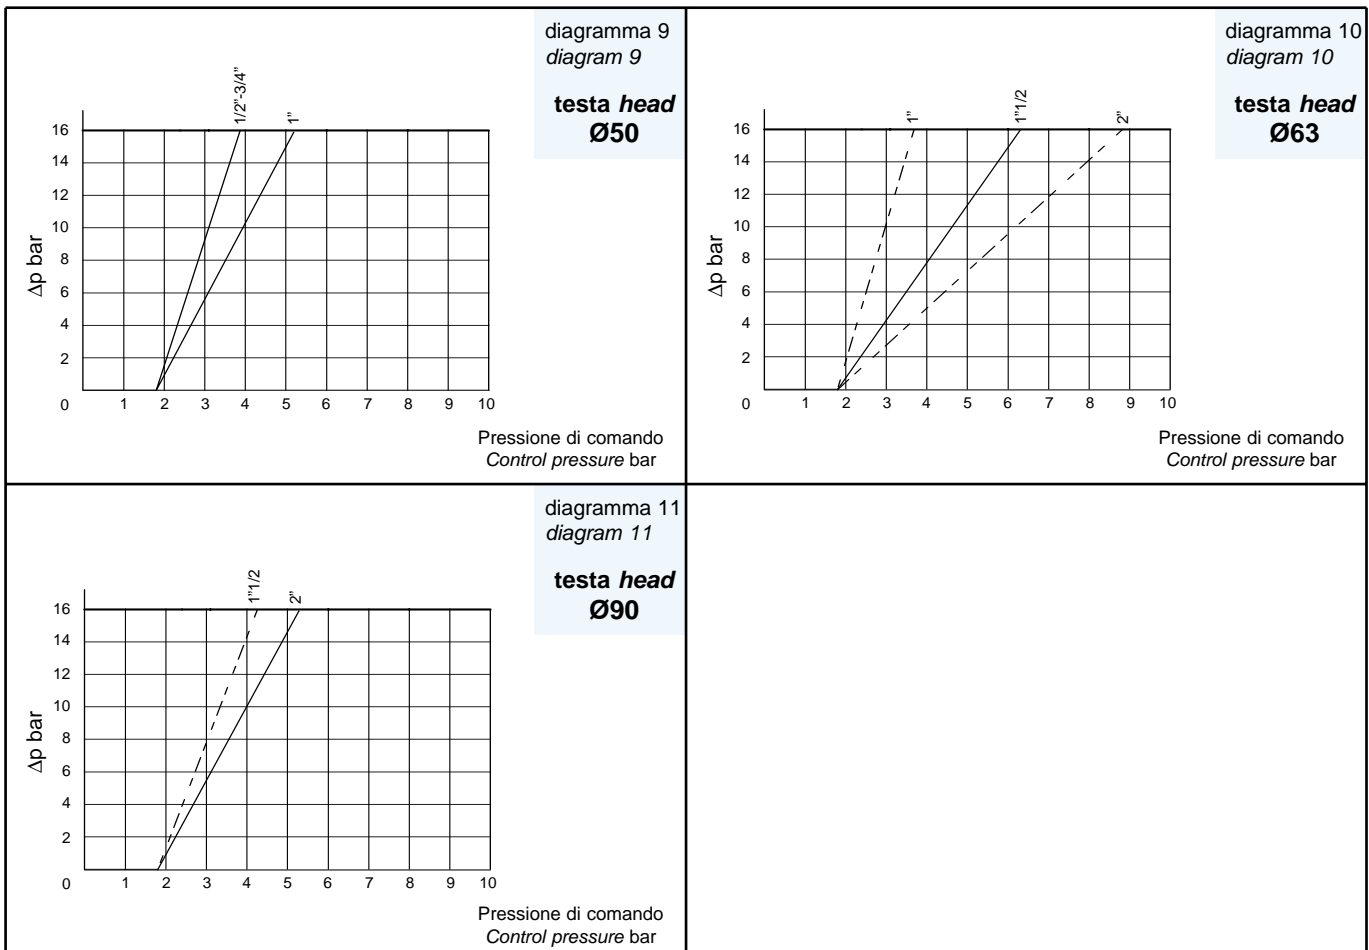 diagramma 9
diagram 9
testa head
Ø50
1/2”-3/4”
1”
Δp bar
16
14
12
10
8
6
4
2
0 1 2 3 4 5 6 7 8 9 10
Pressione di comando
Control pressure bar
diagramma 10
diagram 10
testa head
Ø63
1”
1”1/2
2”
Δp bar
16
14
12
10
8
6
4
2
0 1 2 3 4 5 6 7 8 9 10
Pressione di comando
Control pressure bar
diagramma 11
diagram 11
testa head
Ø90
1”1/2
2”
Δp bar
16
14
12
10
8
6
4
2
0 1 2 3 4 5 6 7 8 9 10
Pressione di comando
Control pressure bar